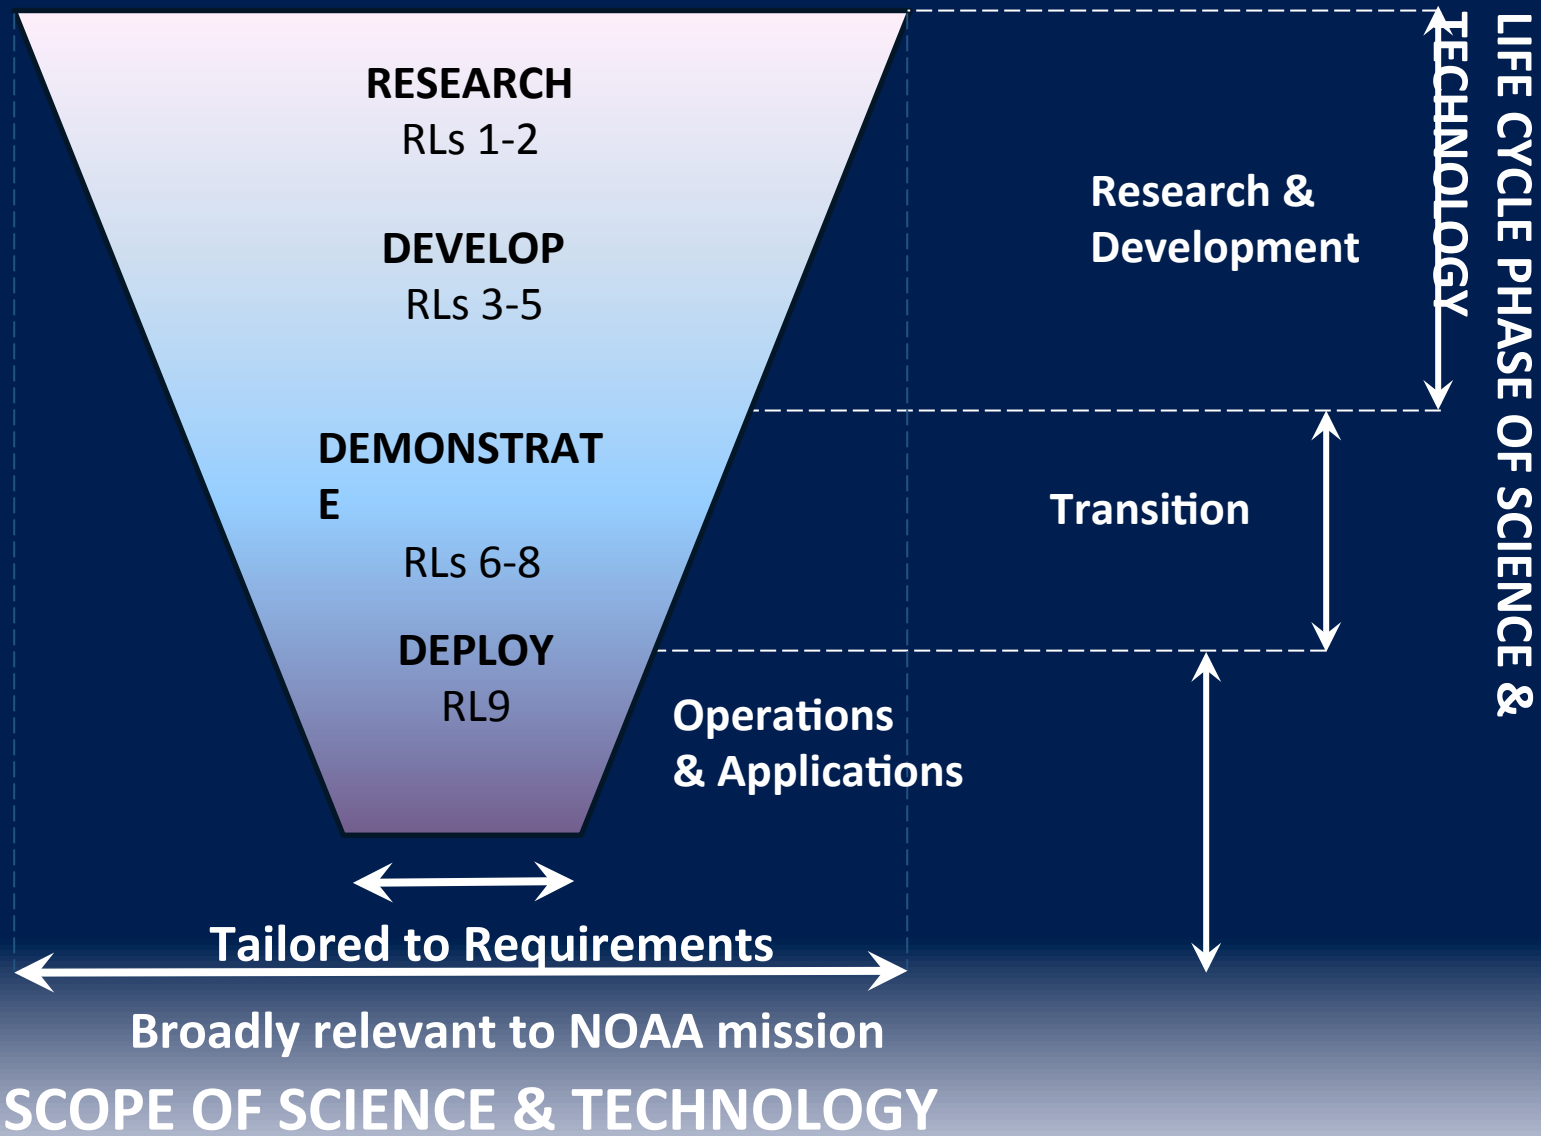 RESEARCH
RLs 1-2
DEVELOP
RLs 3-5
DEMONSTRAT
E
RLs 6-8
DEPLOY
RL9
Research &
Development
Transition
Operations
& Applications
LIFE CYCLE PHASE OF SCIENCE &
TECHNOLOGY
Tailored to Requirements
Broadly relevant to NOAA mission
SCOPE OF SCIENCE & TECHNOLOGY